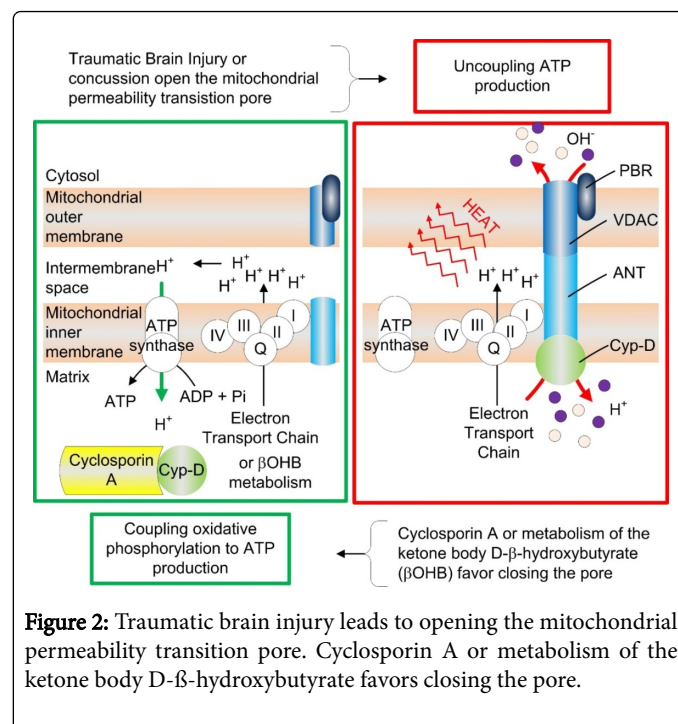 Traumatic Brain Injury or
concussion open the mitochondrial
permeability transistion pore
Uncoupling ATP
production
Cytosol
Mitochondrial
outer
membrane
Intermembrane
space
H⁺
H⁺
H⁺ H⁺ H⁺ H⁺
Mitochondrial
inner
membrane
ATP
synthase
IV
III
Q
II
I
Matrix
ATP
ADP + Pi
H⁺
Electron
Transport Chain
or βOHB
metabolism
Cyclosporin
A
Cyp-D
HEAT
OH⁻
PBR
VDAC
ANT
Cyp-D
H⁺ H⁺ H⁺
ATP
synthase
IV
III
Q
II
I
H⁺
Electron
Transport
Chain
Coupling oxidative
phosphorylation to ATP
production
Cyclosporin A or metabolism of the
ketone body D-β-hydroxybutyrate
(βOHB) favor closing the pore
Figure 2: Traumatic brain injury leads to opening the mitochondrial
permeability transition pore. Cyclosporin A or metabolism of the
ketone body D-ß-hydroxybutyrate favors closing the pore.